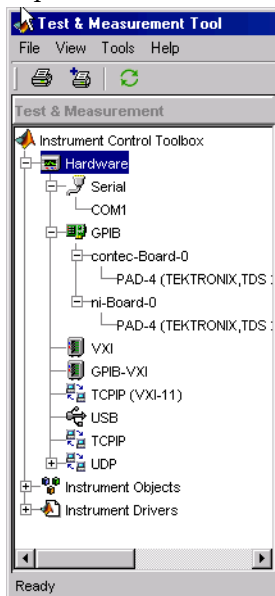 Test & Measurement Tool
File View Tools Help
Test & Measurement
Instrument Control Toolbox
Hardware
Serial
COM1
GPIB
contec-Board-0
PAD-4 (TEKTRONIX,TDS
ni-Board-0
PAD-4 (TEKTRONIX,TDS
VXI
GPIB-VXI
TCPIP (VXI-11)
USB
TCPIP
UDP
Instrument Objects
Instrument Drivers
Ready